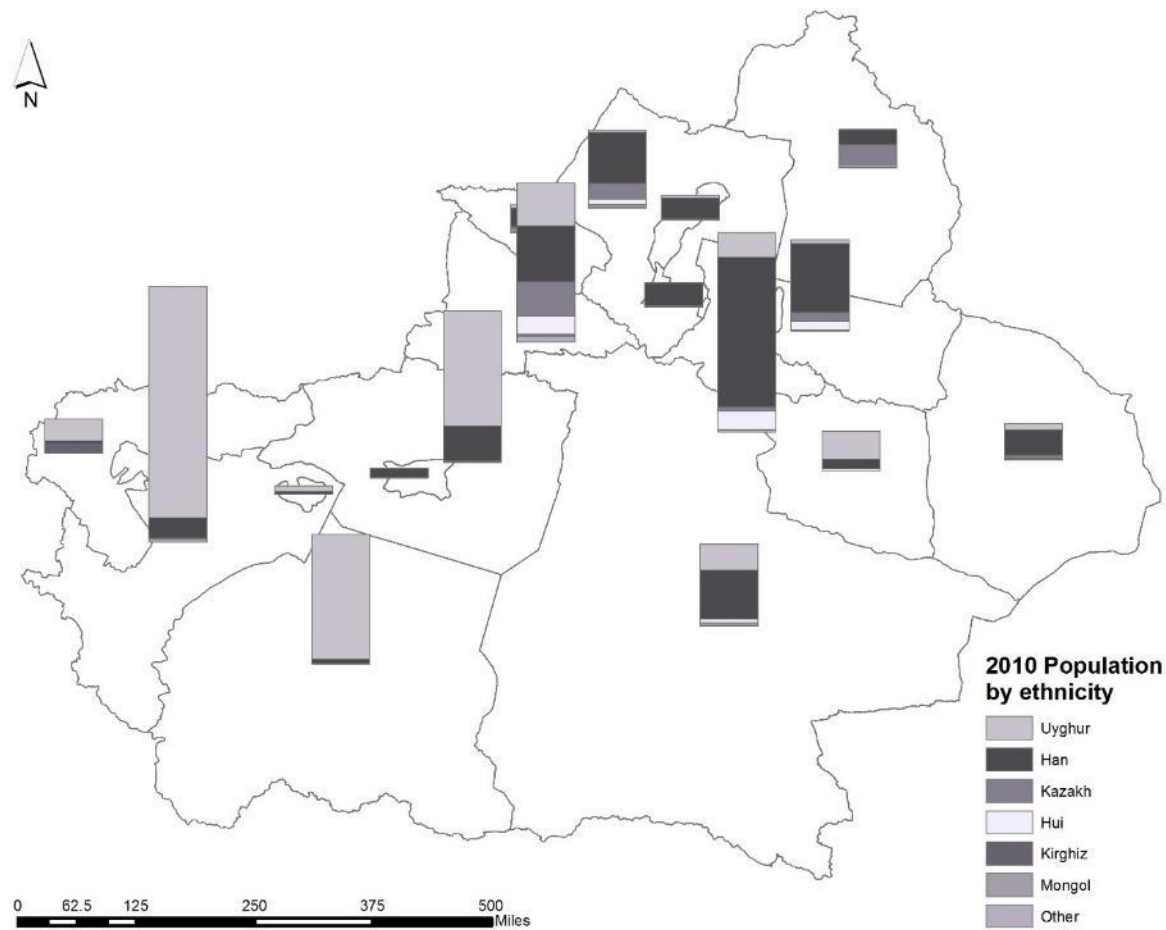 N
2010 Population
by ethnicity
Uyghur
Han
Kazakh
Hui
Kirghiz
Mongol
Other
0 62.5 125 250 375 500
Miles